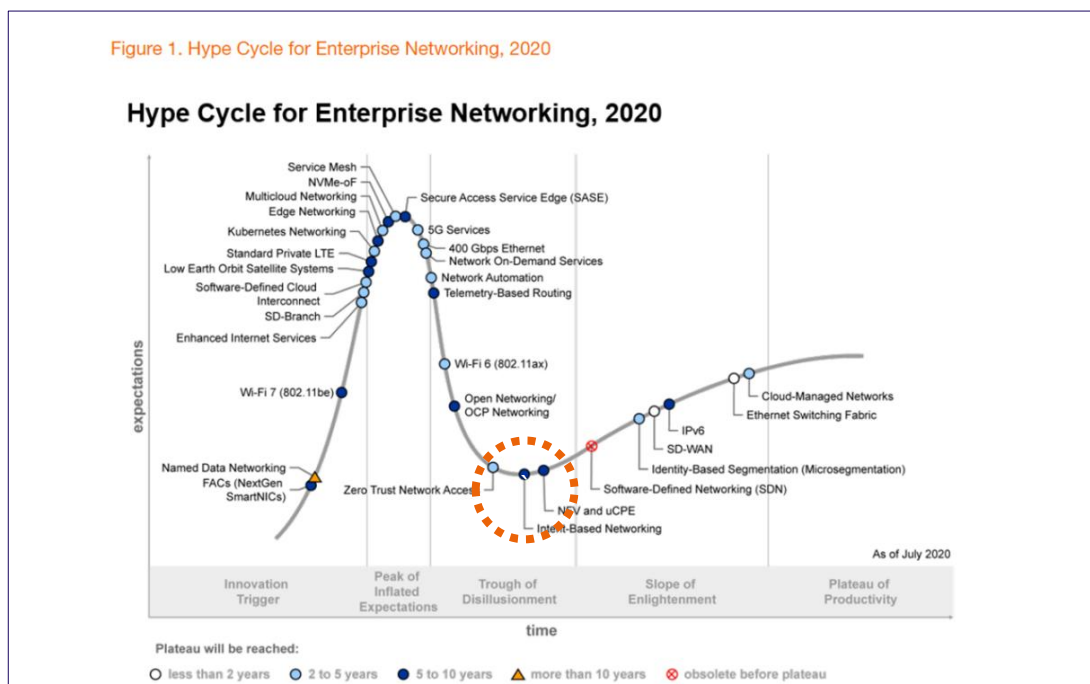 Figure 1. Hype Cycle for Enterprise Networking, 2020
Hype Cycle for Enterprise Networking, 2020
expectations
Service Mesh
NVMe-oF
Multicloud Networking
Edge Networking
Kubernetes Networking
Standard Private LTE
Low Earth Orbit Satellite Systems
Software-Defined Cloud
Interconnect
SD-Branch
Enhanced Internet Services
Wi-Fi 7 (802.11be)
Named Data Networking
FACs (NextGen
SmartNICs)
Secure Access Service Edge (SASE)
5G Services
400 Gbps Ethernet
Network On-Demand Services
Network Automation
Telemetry-Based Routing
Wi-Fi 6 (802.11ax)
Open Networking/
OCP Networking
Zero Trust Network Access
NFV and uCPE
Intent-Based Networking
Cloud-Managed Networks
Ethernet Switching Fabric
IPv6
SD-WAN
Identity-Based Segmentation (Microsegmentation)
Software-Defined Networking (SDN)
As of July 2020
Innovation
Trigger
Peak of
Inflated
Expectations
Trough of
Disillusionment
Slope of
Enlightenment
Plateau of
Productivity
time
Plateau will be reached:
less than 2 years
2 to 5 years
5 to 10 years
more than 10 years
obsolete before plateau